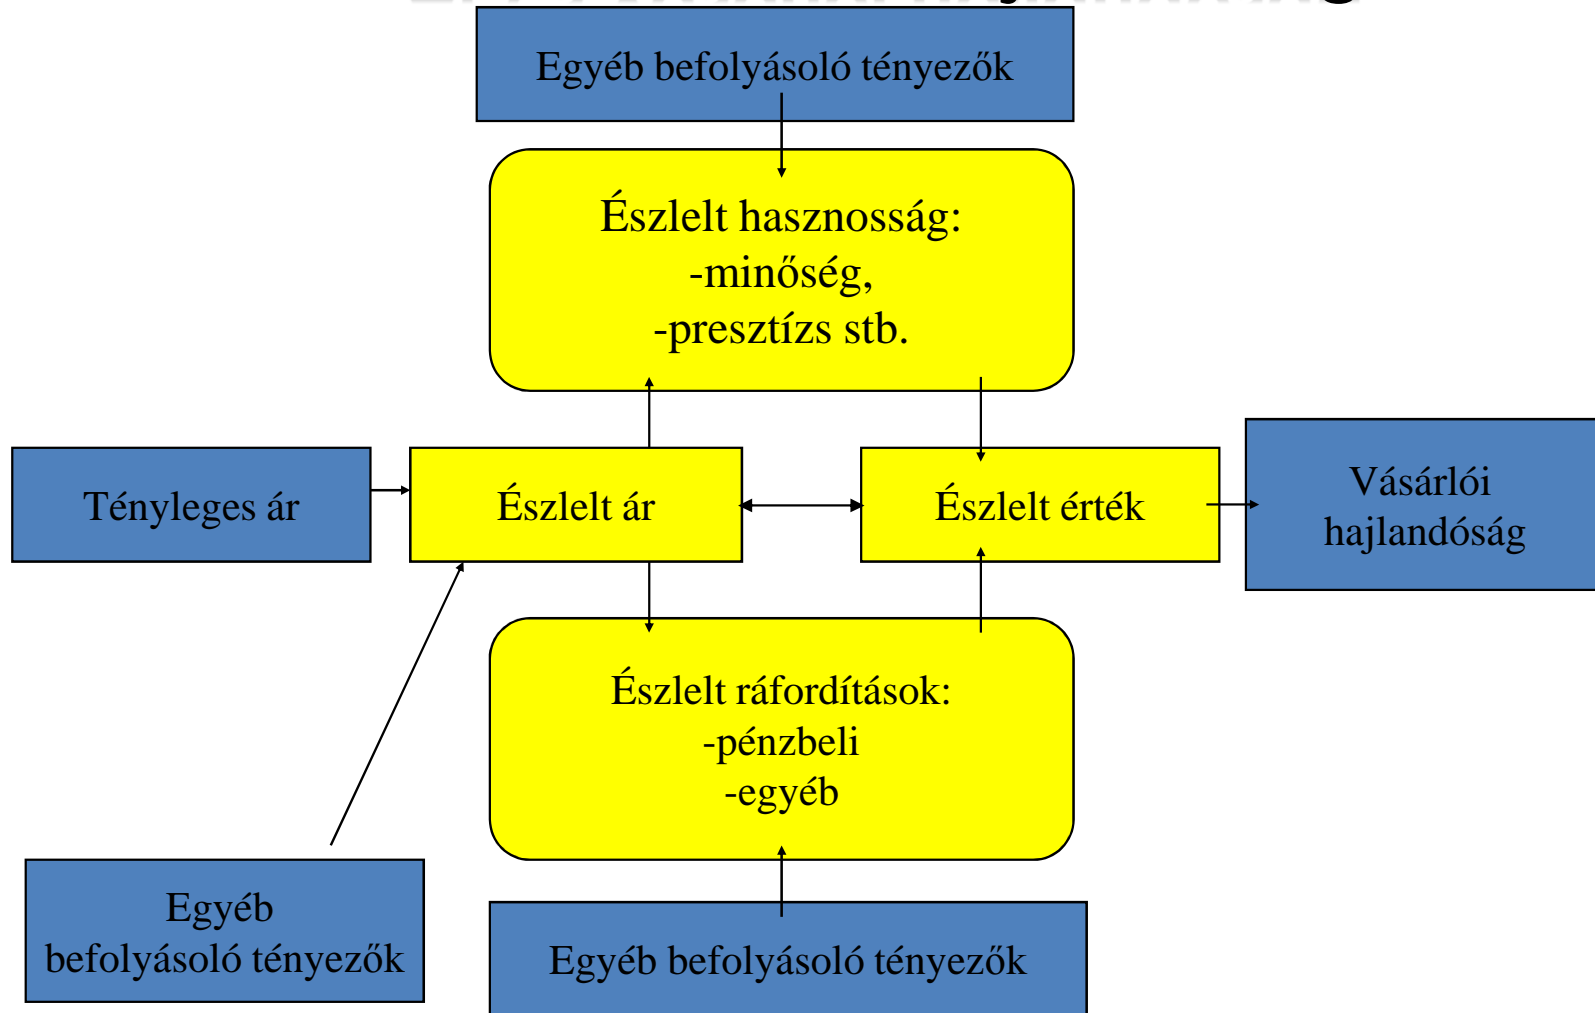 Egyéb befolyásoló tényezők
Észlelt hasznosság:
-minőség,
-presztízs stb.
Tényleges ár
Észlelt ár
Észlelt érték
Vásárlói
hajlandóság
Észlelt ráfordítások:
-pénzbeli
-egyéb
Egyéb
befolyásoló tényezők
Egyéb befolyásoló tényezők